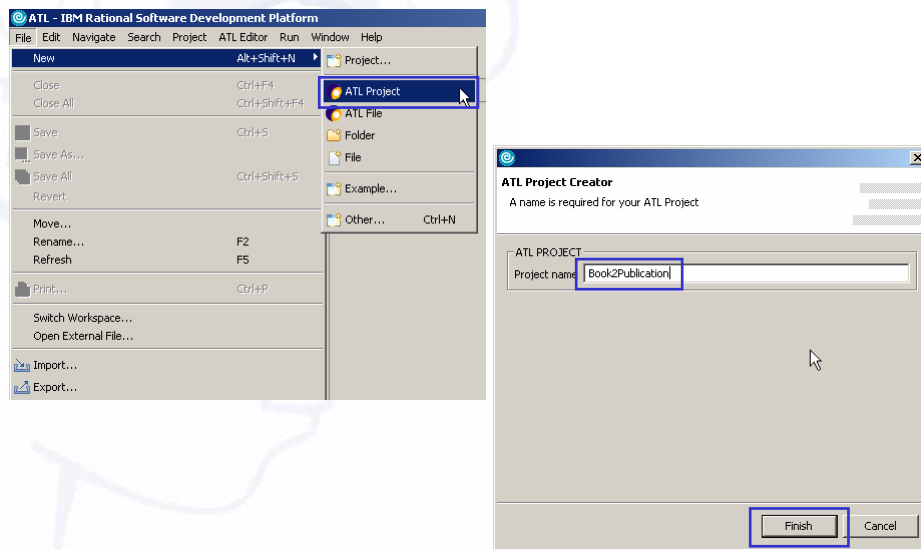 ATL - IBM Rational Software Development Platform
File Edit Navigate Search Project ATL Editor Run Window Help
New Alt+Shift+N
Close Ctrl+F4
Close All Ctrl+Shift+F4
Save Ctrl+S
Save As...
Save All Ctrl+Shift+S
Revert
Move...
Rename... F2
Refresh F5
Print... Ctrl+P
Switch Workspace...
Open External File...
Import...
Export...
Project...
ATL Project
ATL File
Folder
File
Example...
Other... Ctrl+N
ATL Project Creator
A name is required for your ATL Project
ATL PROJECT
Project name Book2Publication
Finish Cancel